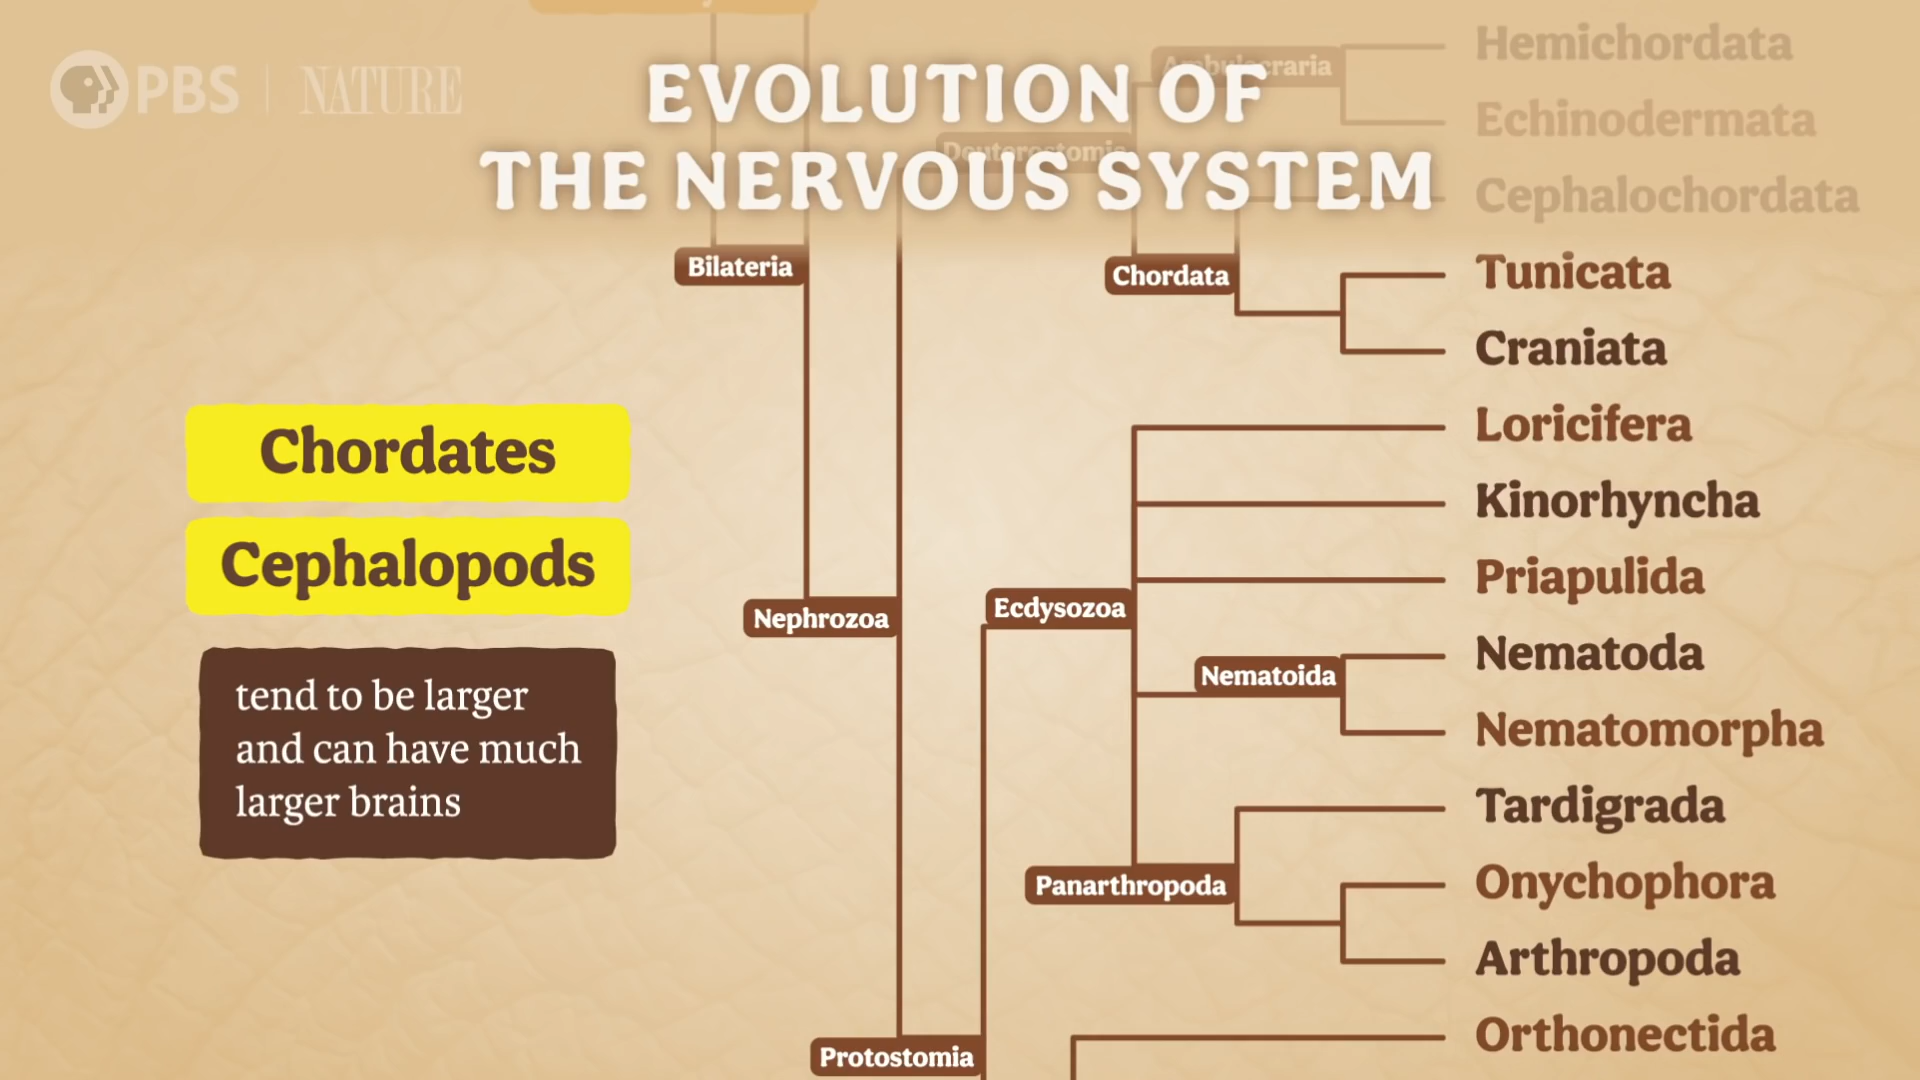 PBS | NATURE
EVOLUTION OF
THE NERVOUS SYSTEM
Ambulacraria
Deuterostomia
Bilateria
Chordata
Nephrozoa
Ecdysozoa
Nematoida
Panarthropoda
Protostomia
Hemichordata
Echinodermata
Cephalochordata
Tunicata
Craniata
Loricifera
Kinorhyncha
Priapulida
Nematoda
Nematomorpha
Tardigrada
Onychophora
Arthropoda
Orthonectida
Chordates
Cephalopods
tend to be larger
and can have much
larger brains